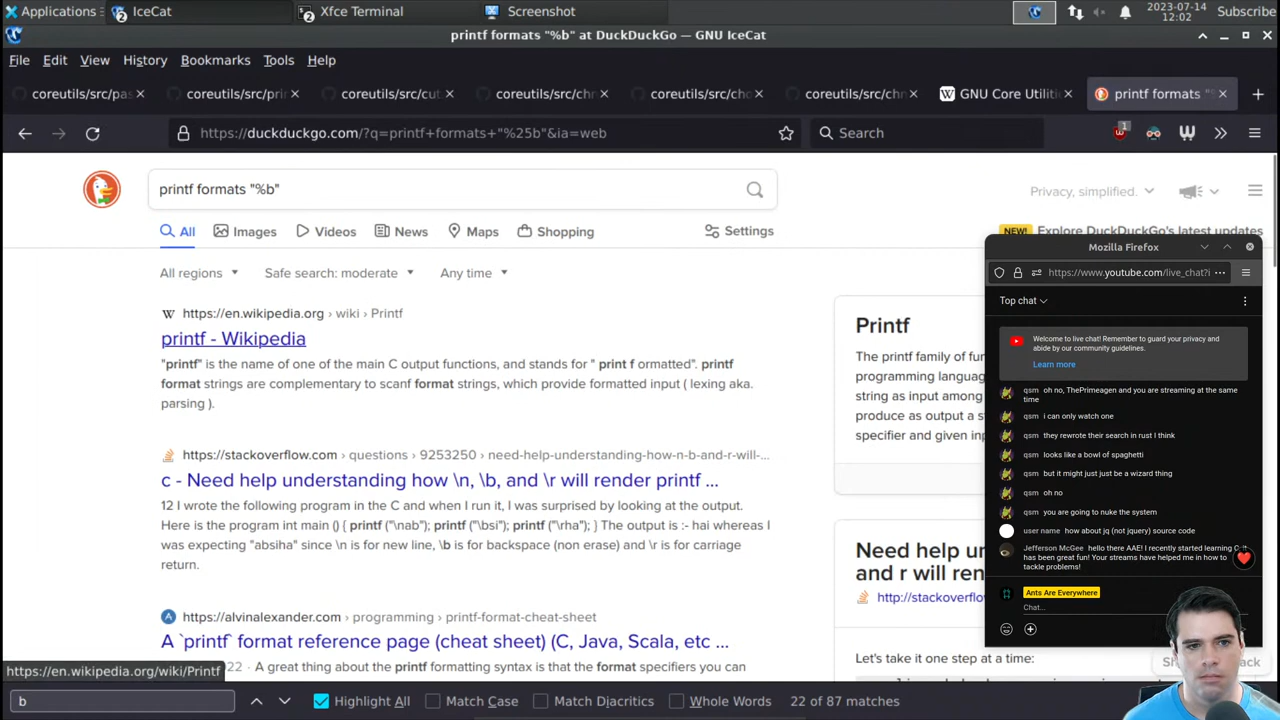 Applications
IceCat
Xfce Terminal
Screenshot
2023-07-14
12:02
Subscribe
printf formats "%b" at DuckDuckGo — GNU IceCat
File Edit View History Bookmarks Tools Help
coreutils/src/pas
coreutils/src/prin
coreutils/src/cut
coreutils/src/chr
coreutils/src/cho
coreutils/src/chn
GNU Core Utiliti
printf formats "%
https://duckduckgo.com/?q=printf+formats+"%25b"&ia=web
Search
1
printf formats "%b"
Privacy, simplified.
All Images Videos News Maps Shopping Settings
NEW! Explore DuckDuckGo's latest updates
All regions Safe search: moderate Any time
https://en.wikipedia.org › wiki › Printf
printf - Wikipedia
"printf" is the name of one of the main C output functions, and stands for " print f ormatted". printf
format strings are complementary to scanf format strings, which provide formatted input ( lexing aka.
parsing ).
https://stackoverflow.com › questions › 9253250 › need-help-understanding-how-n-b-and-r-will-...
c - Need help understanding how \n, \b, and \r will render printf ...
12 I wrote the following program in the C and when I run it, I was surprised by looking at the output.
Here is the program int main () { printf ("\nab"); printf ("\bsi"); printf ("\rha"); } The output is :- hai whereas I
was expecting "absiha" since \n is for new line, \b is for backspace (non erase) and \r is for carriage
return.
https://alvinalexander.com › programming › printf-format-cheat-sheet
A `printf` format reference page (cheat sheet) (C, Java, Scala, etc ...
22 · A great thing about the printf formatting syntax is that the format specifiers you can
https://en.wikipedia.org/wiki/Printf
Printf
The printf family of fun
programming languag
string as input among
produce as output a s
specifier and given inp
Need help unde
and r will rende
http://stackoverflow
Let's take it one step at a time:
Mozilla Firefox
https://www.youtube.com/live_chat?i
Top chat
Welcome to live chat! Remember to guard your privacy and
abide by our community guidelines.
Learn more
qsm oh no, ThePrimeagen and you are streaming at the same
time
qsm i can only watch one
qsm they rewrote their search in rust I think
qsm looks like a bowl of spaghetti
qsm but it might just just be a wizard thing
qsm oh no
qsm you are going to nuke the system
user name how about jq (not jquery) source code
Jefferson McGee hello there AAE! I recently started learning C, it
has been great fun! Your streams have helped me in how to
tackle problems!
Ants Are Everywhere
Chat...
b
Highlight All Match Case Match Diacritics Whole Words 22 of 87 matches